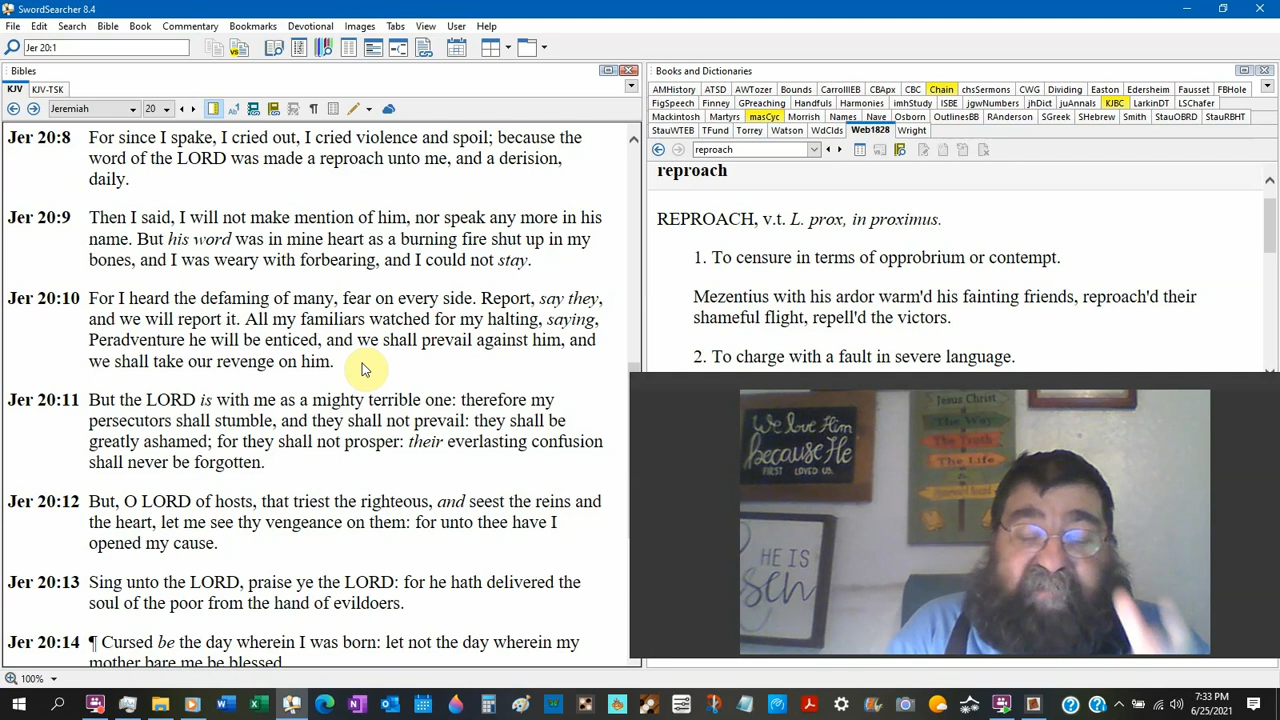 SwordSearcher 8.4
File Edit Search Bible Book Commentary Bookmarks Devotional Images Tabs View User Help
Jer 20:1
Bibles
KJV KJV-TSK
Jeremiah 20
Jer 20:8 For since I spake, I cried out, I cried violence and spoil; because the
word of the LORD was made a reproach unto me, and a derision,
daily.
Jer 20:9 Then I said, I will not make mention of him, nor speak any more in his
name. But his word was in mine heart as a burning fire shut up in my
bones, and I was weary with forbearing, and I could not stay.
Jer 20:10 For I heard the defaming of many, fear on every side. Report, say they,
and we will report it. All my familiars watched for my halting, saying,
Peradventure he will be enticed, and we shall prevail against him, and
we shall take our revenge on him.
Jer 20:11 But the LORD is with me as a mighty terrible one: therefore my
persecutors shall stumble, and they shall not prevail: they shall be
greatly ashamed; for they shall not prosper: their everlasting confusion
shall never be forgotten.
Jer 20:12 But, O LORD of hosts, that triest the righteous, and seest the reins and
the heart, let me see thy vengeance on them: for unto thee have I
opened my cause.
Jer 20:13 Sing unto the LORD, praise ye the LORD: for he hath delivered the
soul of the poor from the hand of evildoers.
Jer 20:14 ¶ Cursed be the day wherein I was born: let not the day wherein my
mother bare me be blessed
100%
Books and Dictionaries
AMHistory ATSD AWTozer Bounds CarrollIEB CBApx CBC Chain chsSermons CWG Dividing Easton Edersheim Fausset FBHole
FigSpeech Finney GPreaching Handfuls Harmonies imhStudy ISBE jgwNumbers jhDict juAnnals KJBC LarkinDT LSChafer
Mackintosh Martyrs masCyc Morrish Names Nave Osborn OutlinesBB RAnderson SGreek SHebrew Smith StauOBRD StauRBHT
StauWTEB TFund Torrey Watson WdClds Web1828 Wright
reproach
reproach
REPROACH, v.t. L. prox, in proximus.
1. To censure in terms of opprobrium or contempt.
Mezentius with his ardor warm'd his fainting friends, reproach'd their
shameful flight, repell'd the victors.
2. To charge with a fault in severe language.
We love Him
because He
FIRST LOVED US.
Jesus Christ
The Way
The Truth
The Life
HE IS
7:33 PM
6/25/2021